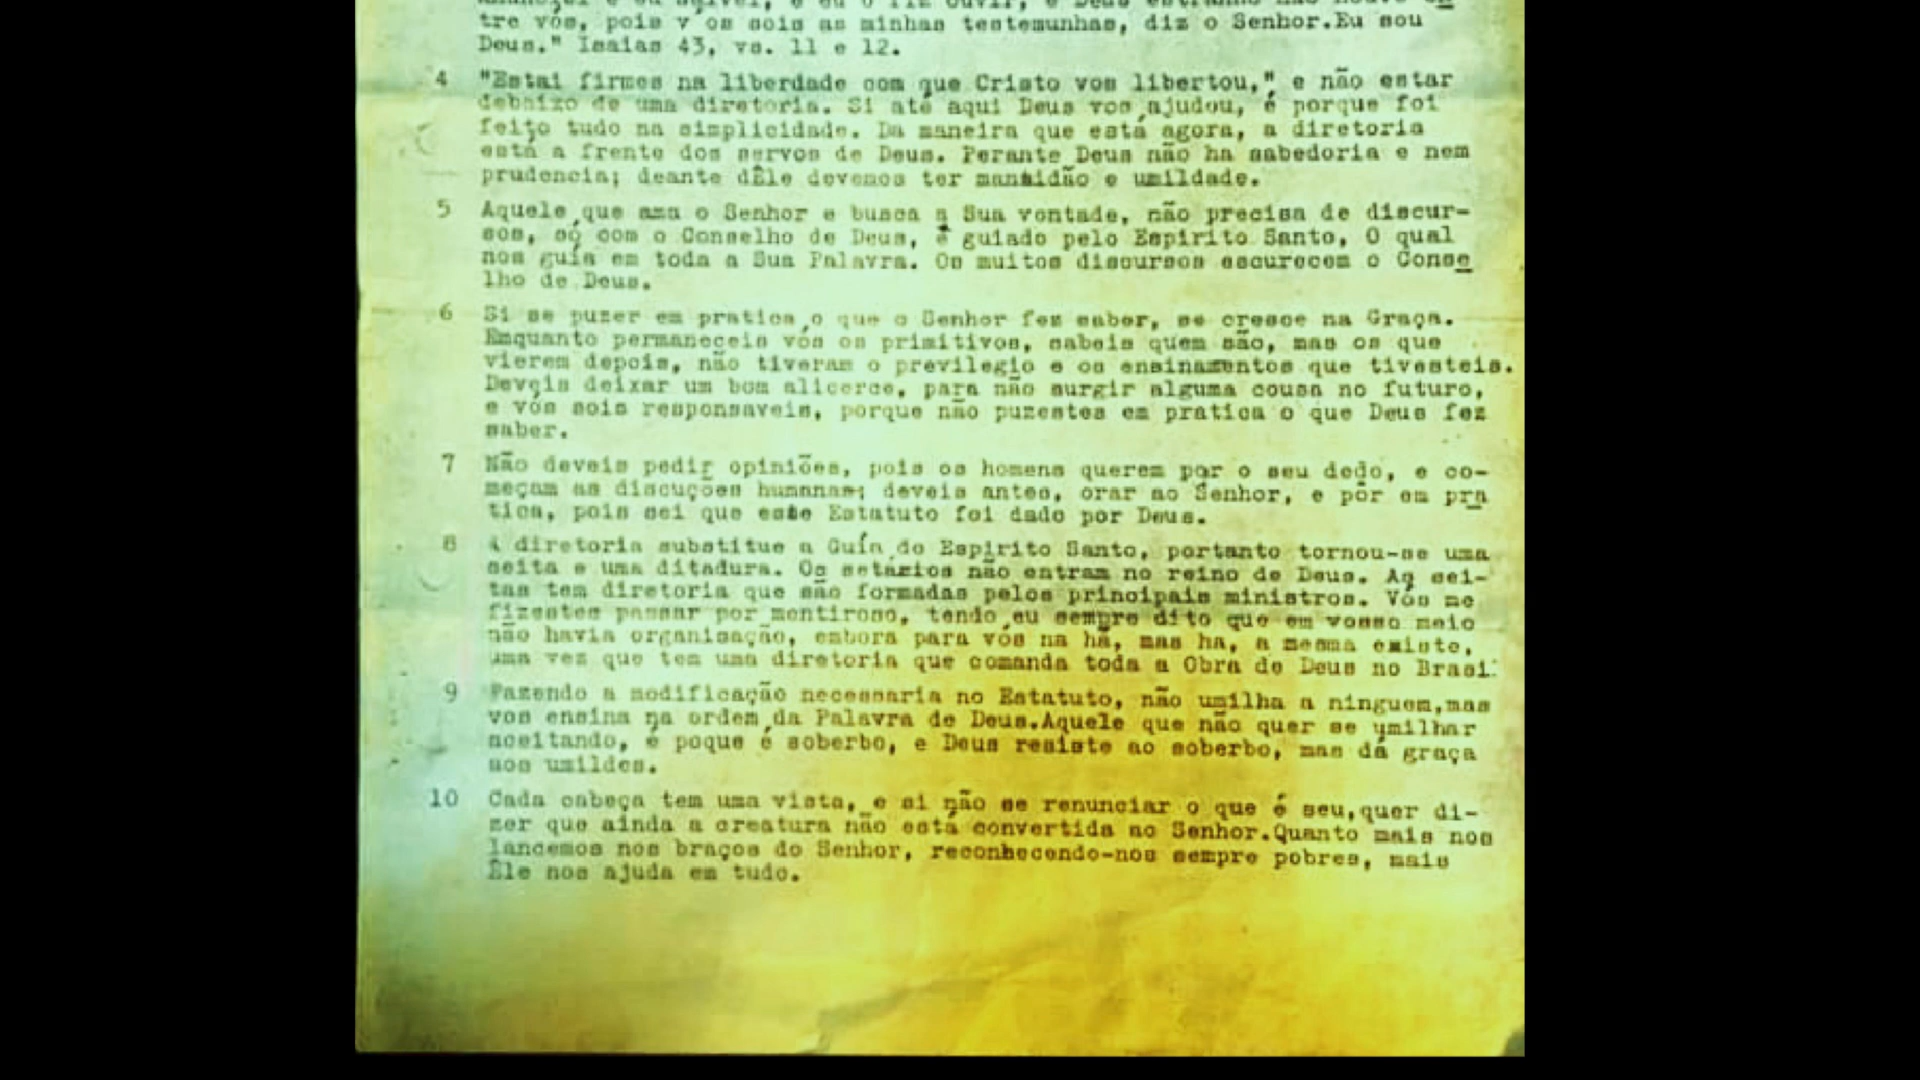 tre vós, pois v´os sois as minhas testemunhas, diz o Senhor.Eu sou
Deus." Isaias 43, vs. 11 e 12.
4 "Estai firmes na liberdade com que Cristo vos libertou," e não estar
debaixo de uma diretoria. Si até aqui Deus vos ajudou, é porque foi
feito tudo na simplicidade. Da maneira que está agora, a diretoria
está a frente dos servos de Deus. Perante Deus não ha sabedoria e nem
prudencia; deante dÊle devemos ter mansidão e umildade.
5 Aquele que ama o Senhor e busca a Sua vontade, não precisa de discur-
sos, só com o Conselho de Deus, é guiado pelo Espirito Santo, O qual
nos guia em toda a Sua Palavra. Os muitos discursos escurecem o Conse
lho de Deus.
6 Si se puzer em pratica o que o Senhor fez saber, se cresce na Graça.
Emquanto permaneceis vós os primitivos, sabeis quem são, mas os que
vierem depois, não tiveram o previlegio e os ensinamentos que tivesteis.
Deveis deixar um bom alicerce, para não surgir alguma cousa no futuro,
e vós sois responsaveis, porque não puzestes em pratica o que Deus fez
saber.
7 Não deveis pedir opiniões, pois os homens querem por o seu dedo, e co-
meçam as discuções humanas; deveis antes, orar ao Senhor, e pôr em pra
tica, pois sei que este Estatuto foi dado por Deus.
8 A diretoria substitue a Guía do Espirito Santo, portanto tornou-se uma
seita e uma ditadura. Os setários não entram no reino de Deus. As sei-
tas tem diretoria que são formadas pelos principais ministros. Vós me
fizestes passar por mentiroso, tendo eu sempre dito que em vosso meio
não havia organisação, embora para vós na há, mas ha, a mesma existe,
uma vez que tem uma diretoria que comanda toda a Obra de Deus no Brasil
9 Fazendo a modificação necessaria no Estatuto, não umilha a ninguem,mas
vos ensina na ordem da Palavra de Deus.Aquele que não quer se umilhar
aceitando, é poque é soberbo, e Deus resiste ao soberbo, mas dá graça
aos umildes.
10 Cada cabeça tem uma vista, e si não se renunciar o que é seu,quer di-
zer que ainda a creatura não está convertida ao Senhor.Quanto mais nos
lancemos nos braços do Senhor, reconhecendo-nos sempre pobres, mais
Êle nos ajuda em tudo.